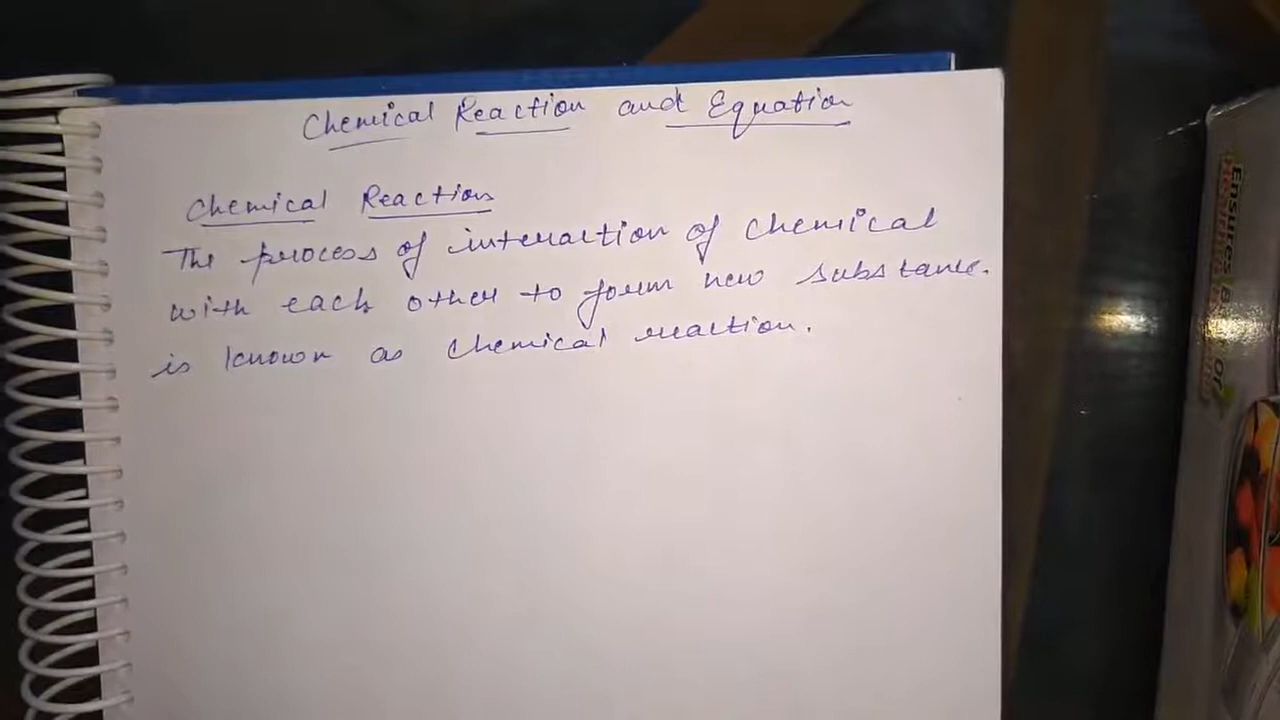 Chemical Reaction and Equation
Chemical Reaction
The process of interaction of chemical
with each other to form new substance.
is known as chemical reaction.
Ensures B